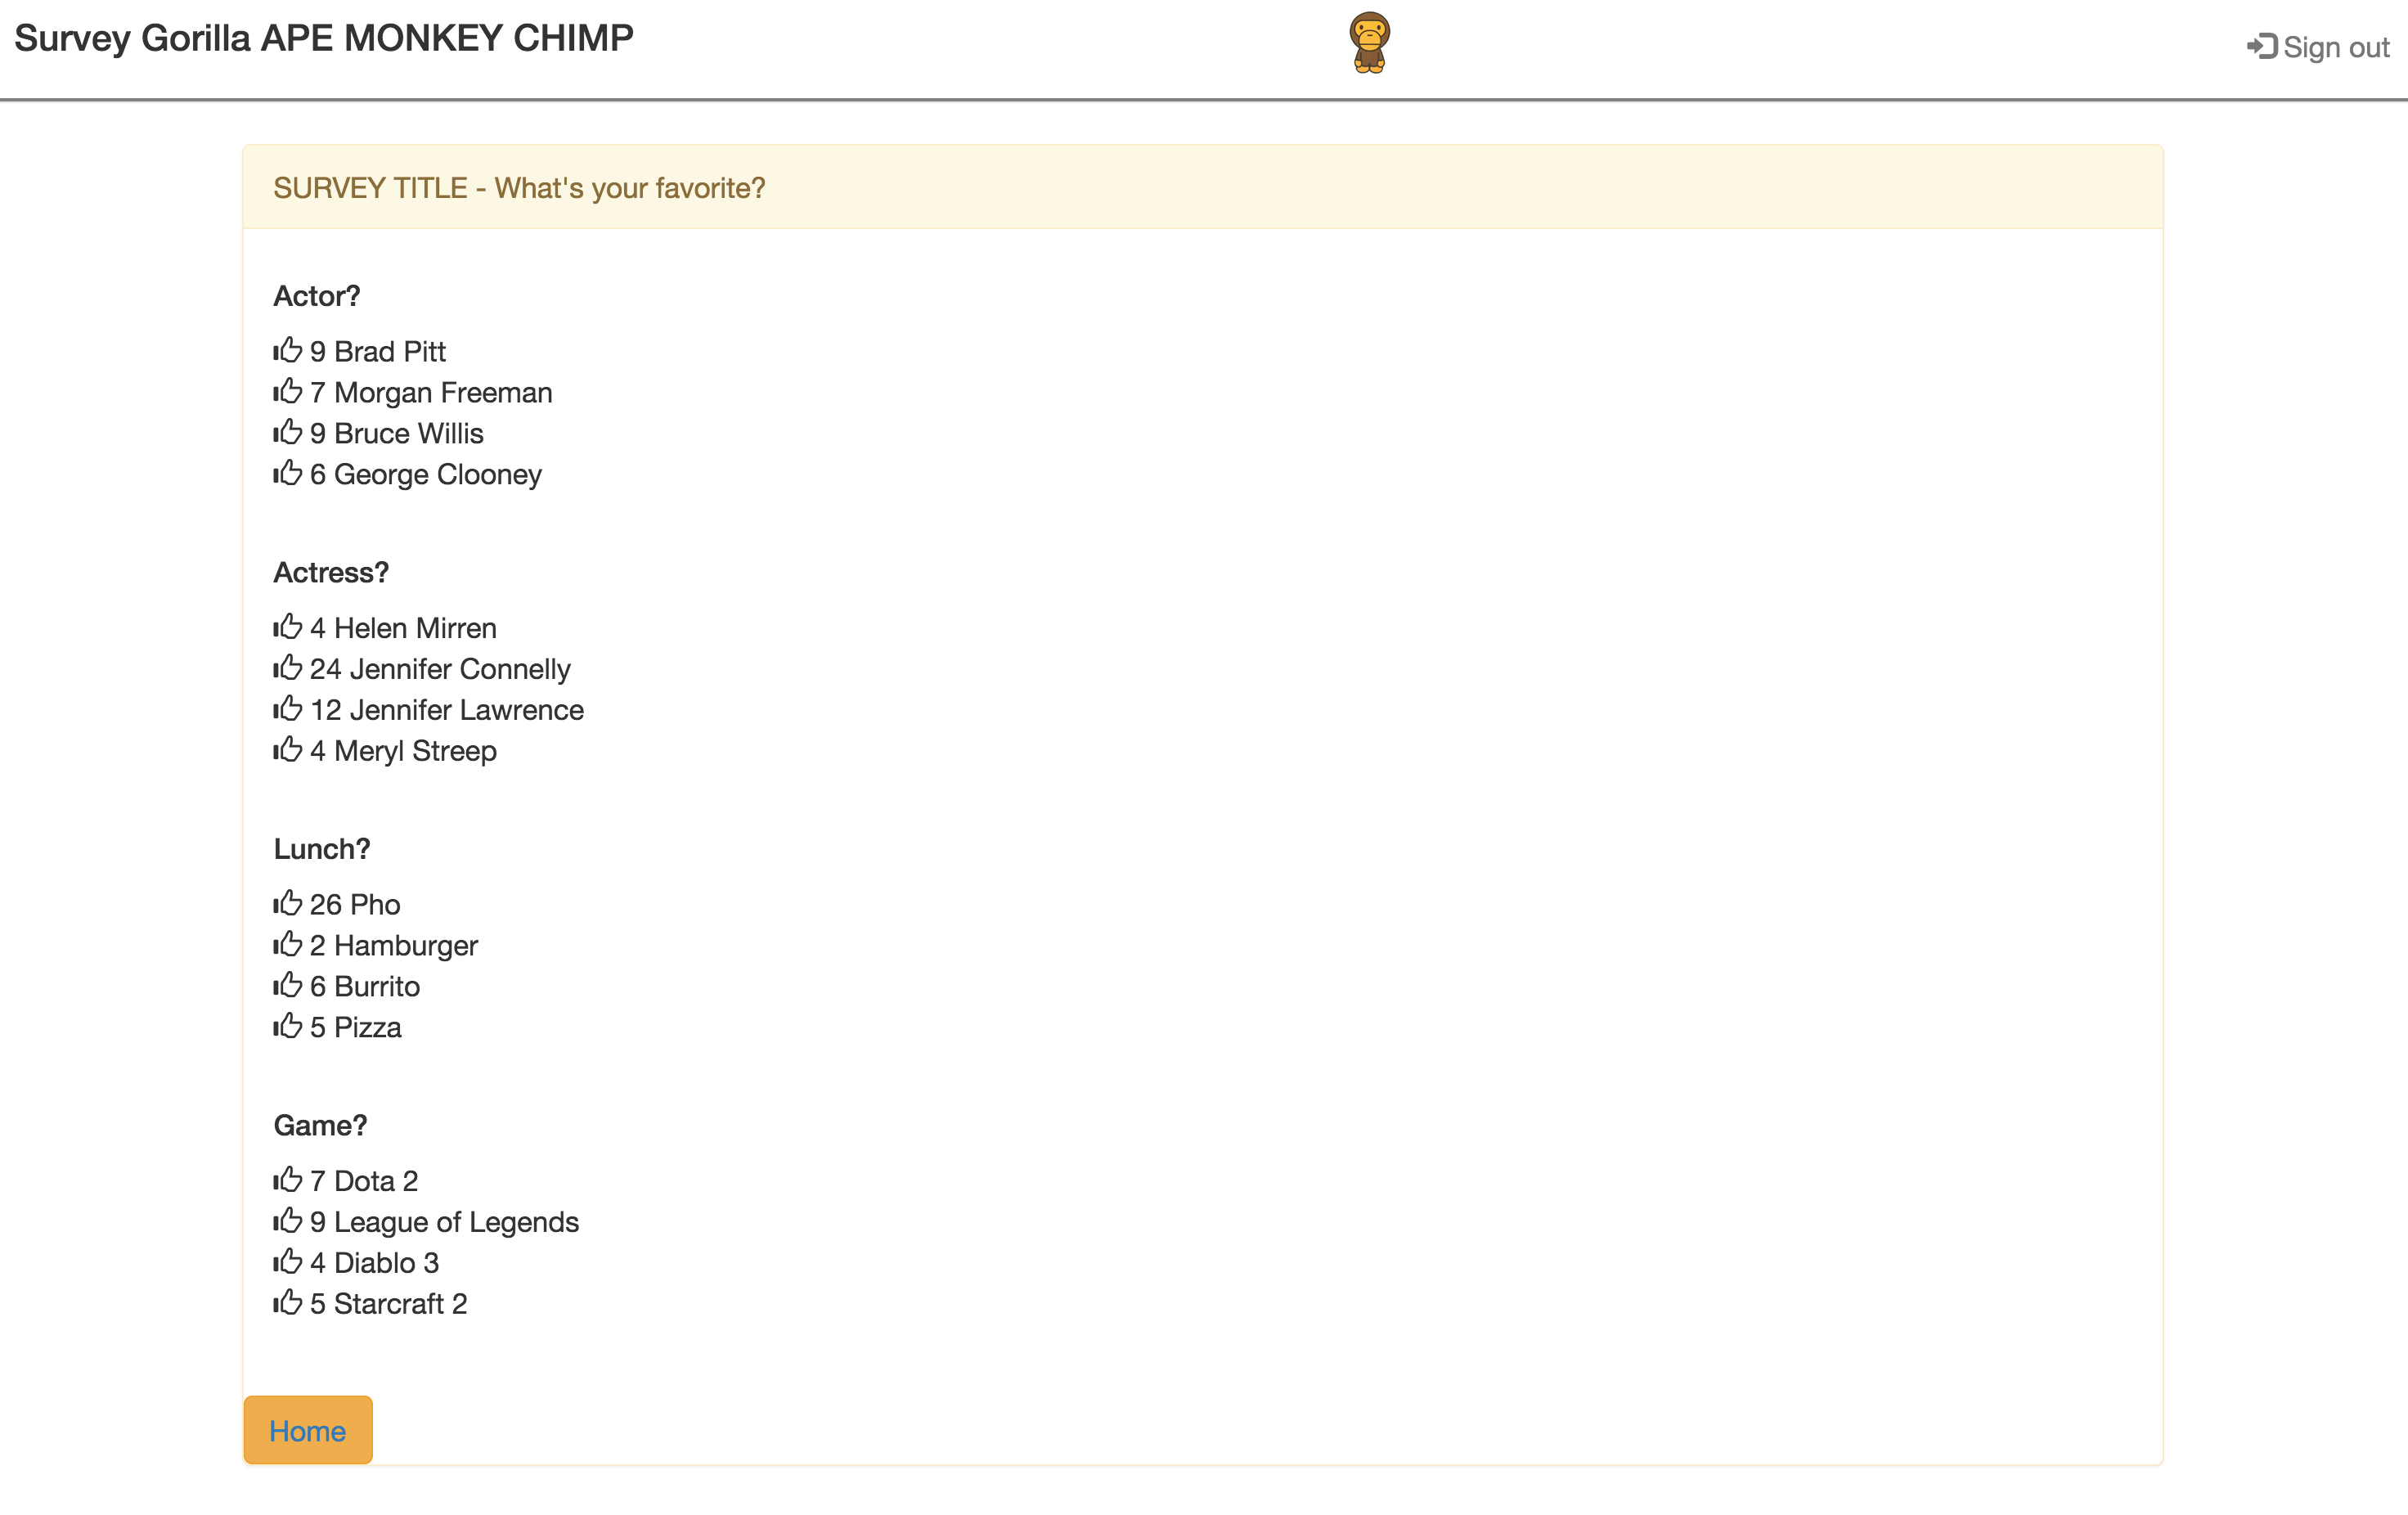 Survey Gorilla APE MONKEY CHIMP
Sign out
SURVEY TITLE - What's your favorite?
Actor?
9 Brad Pitt
7 Morgan Freeman
9 Bruce Willis
6 George Clooney
Actress?
4 Helen Mirren
24 Jennifer Connelly
12 Jennifer Lawrence
4 Meryl Streep
Lunch?
26 Pho
2 Hamburger
6 Burrito
5 Pizza
Game?
7 Dota 2
9 League of Legends
4 Diablo 3
5 Starcraft 2
Home